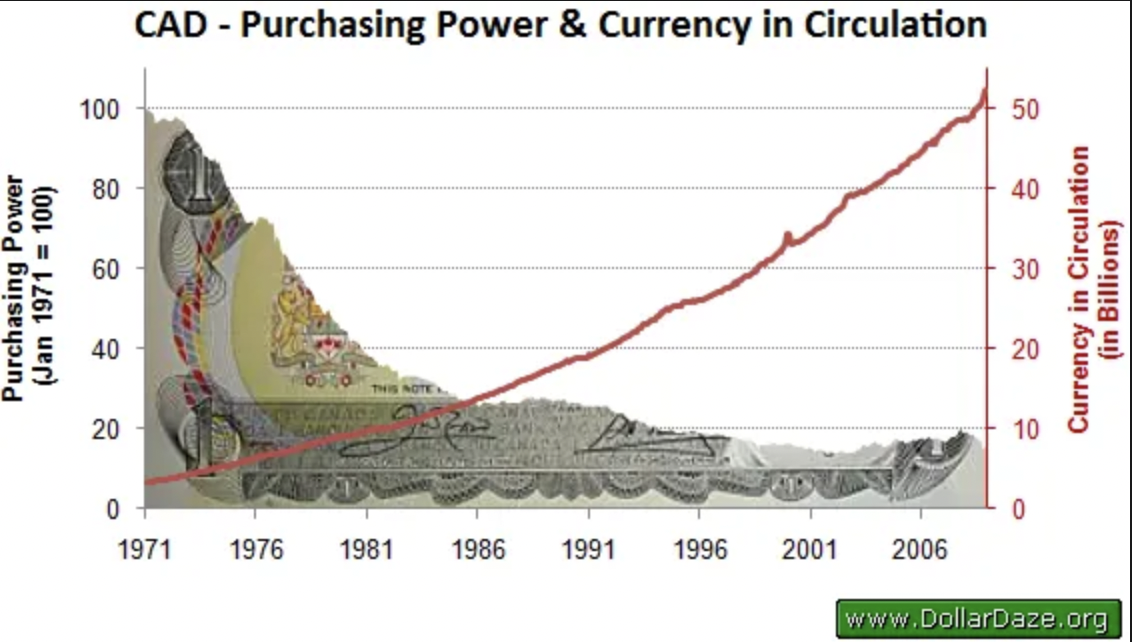 CAD - Purchasing Power & Currency in Circulation
Purchasing Power
(Jan 1971 = 100)
100
80
60
40
20
0
50
40
30
20
10
0
Currency in Circulation
(in Billions)
THIS NOTE
1971 1976 1981 1986 1991 1996 2001 2006
www.DollarDaze.org